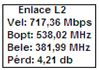 Enlace L2
Vel: 717,36 Mbps
Bopt: 538,02 MHz
Bele: 381,99 MHz
Pérd: 4,21 db